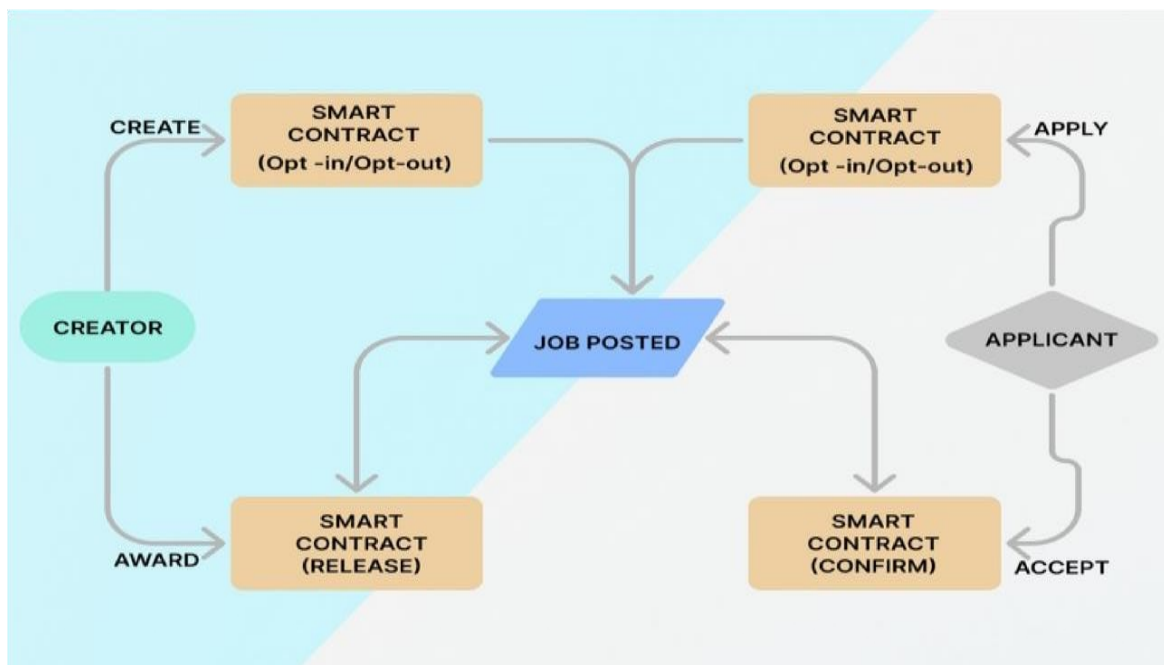 CREATE
SMART
CONTRACT
(Opt -in/Opt-out)
SMART
CONTRACT
(Opt -in/Opt-out)
APPLY
CREATOR
JOB POSTED
APPLICANT
AWARD
SMART
CONTRACT
(RELEASE)
SMART
CONTRACT
(CONFIRM)
ACCEPT